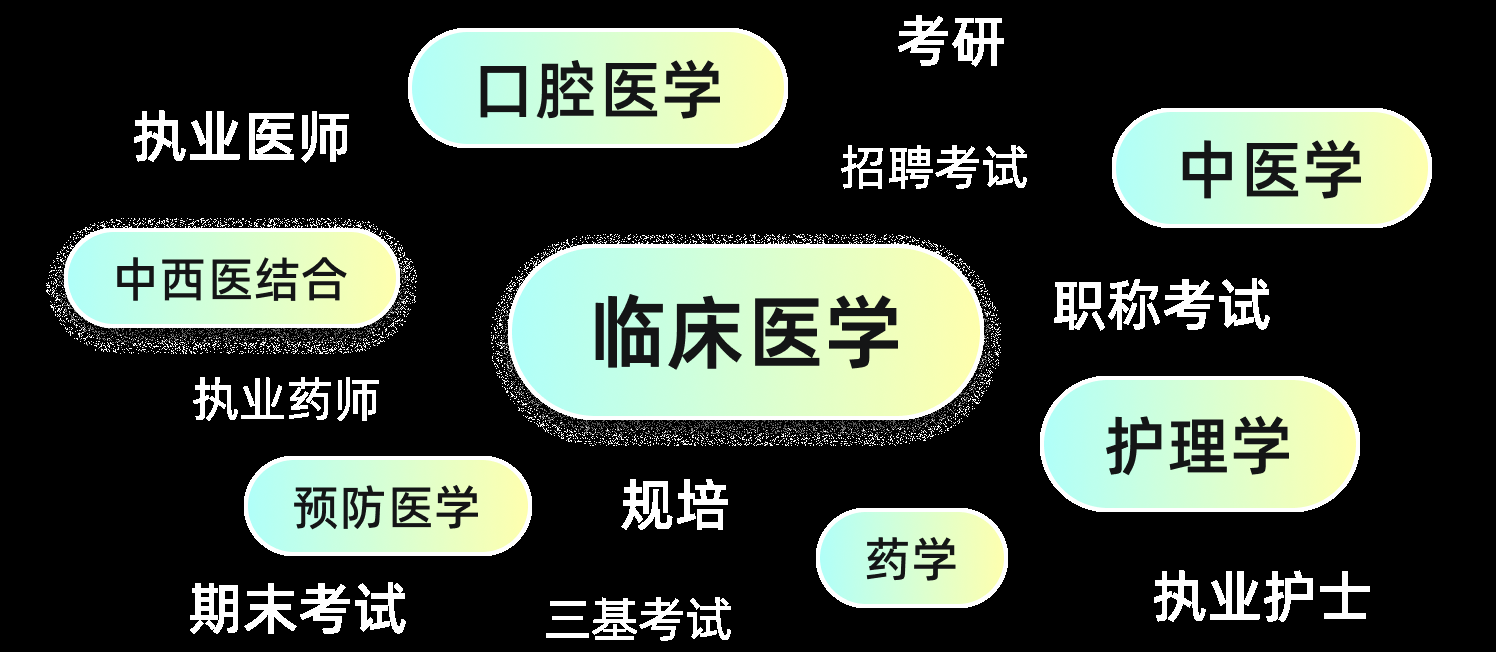 考研
口腔医学
执业医师
招聘考试
中医学
中西医结合
临床医学
职称考试
执业药师
护理学
预防医学
规培
药学
期末考试
三基考试
执业护士